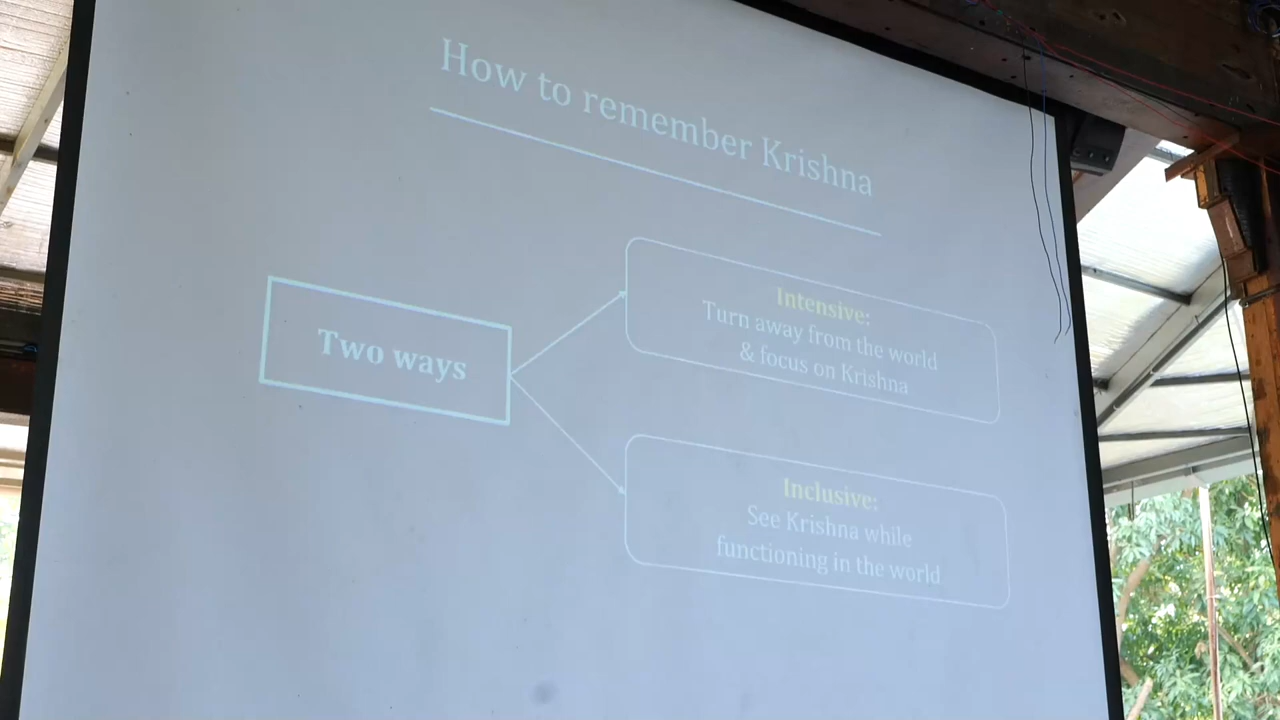 How to remember Krishna
Two ways
Intensive:
Turn away from the world
& focus on Krishna
Inclusive:
See Krishna while
functioning in the world